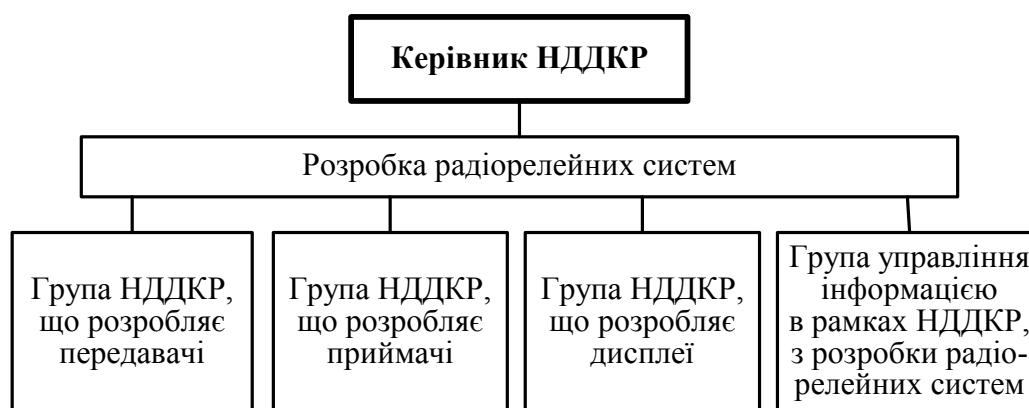 Керівник НДДКР
Розробка радіорелейних систем
Група НДДКР,
що розробляє
передавачі
Група НДДКР,
що розробляє
приймачі
Група НДДКР,
що розробляє
дисплеї
Група управління
інформацією
в рамках НДДКР,
з розробки радіо-
релейних систем